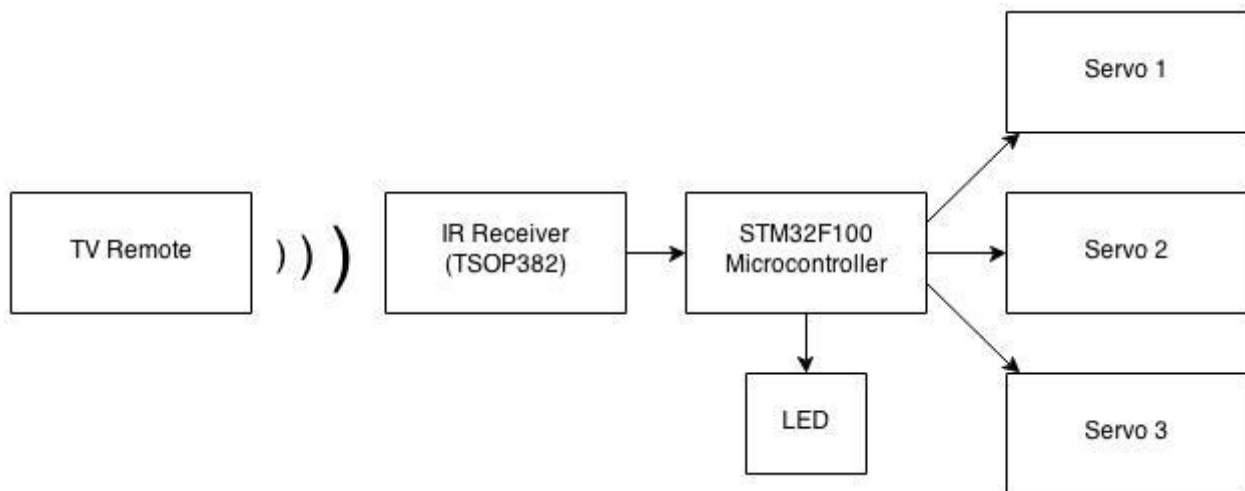 TV Remote
IR Receiver
(TSOP382)
STM32F100
Microcontroller
LED
Servo 1
Servo 2
Servo 3